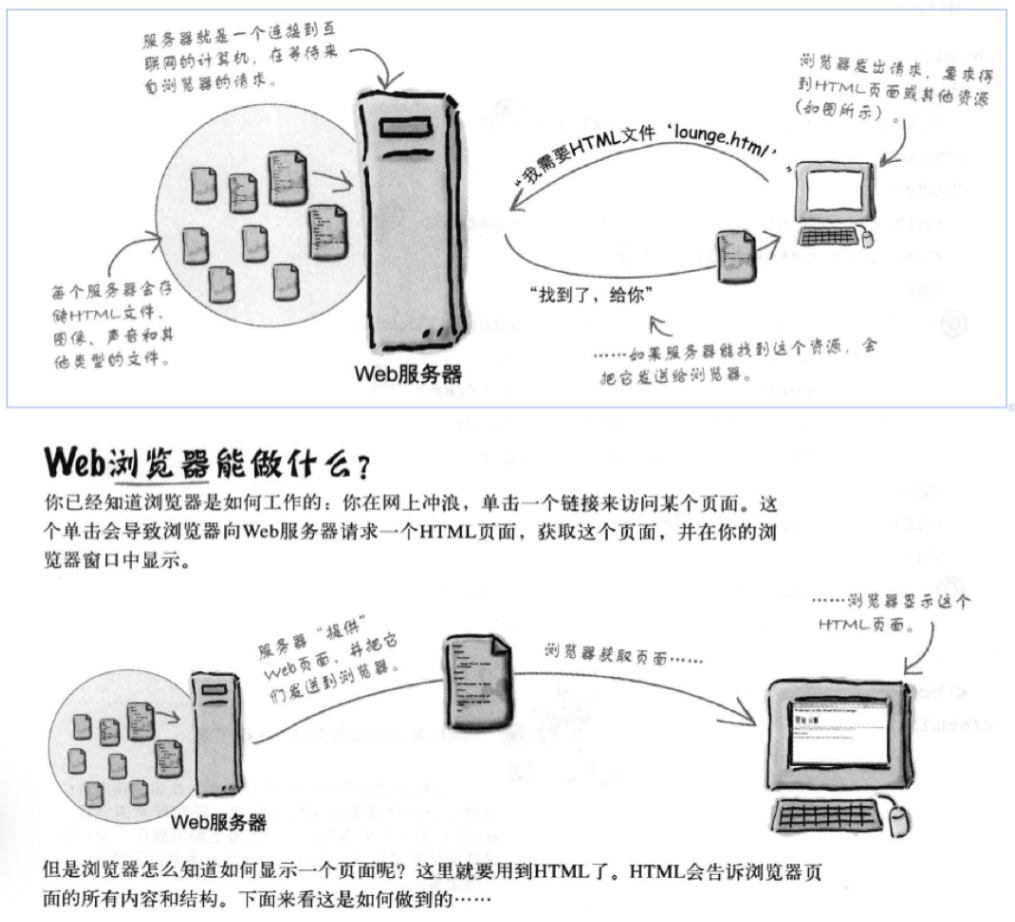 服务器就是一个连接到互
联网的计算机，在等待来
自浏览器的请求。
浏览器发出请求，要求得
到HTML页面或其他资源
（如图所示）。
“我需要HTML文件‘lounge.html’”
“找到了，给你”
每个服务器会存
储HTML文件、
图像、声音和其
他类型的文件。
……如果服务器能找到这个资源，会
把它发送给浏览器。
Web服务器
Web浏览器能做什么？
你已经知道浏览器是如何工作的：你在网上冲浪，单击一个链接来访问某个页面。这
个单击会导致浏览器向Web服务器请求一个HTML页面，获取这个页面，并在你的浏
览器窗口中显示。
服务器“提供”
Web页面，并把它
们发送到浏览器。
浏览器获取页面……
……浏览器显示这个
HTML页面。
Web服务器
但是浏览器怎么知道如何显示一个页面呢？这里就要用到HTML了。HTML会告诉浏览器页
面的所有内容和结构。下面来看这是如何做到的……